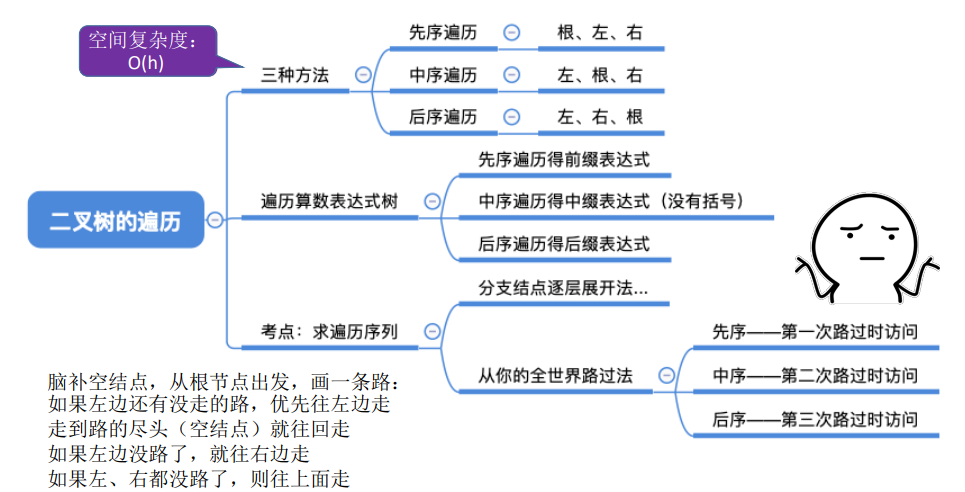 空间复杂度：
O(h)
二叉树的遍历
三种方法
先序遍历
根、左、右
中序遍历
左、根、右
后序遍历
左、右、根
遍历算数表达式树
先序遍历得前缀表达式
中序遍历得中缀表达式（没有括号）
后序遍历得后缀表达式
考点：求遍历序列
分支结点逐层展开法...
从你的全世界路过法
先序——第一次路过时访问
中序——第二次路过时访问
后序——第三次路过时访问
脑补空结点，从根节点出发，画一条路：
如果左边还有没走的路，优先往左边走
走到路的尽头（空结点）就往回走
如果左边没路了，就往右边走
如果左、右都没路了，则往上面走